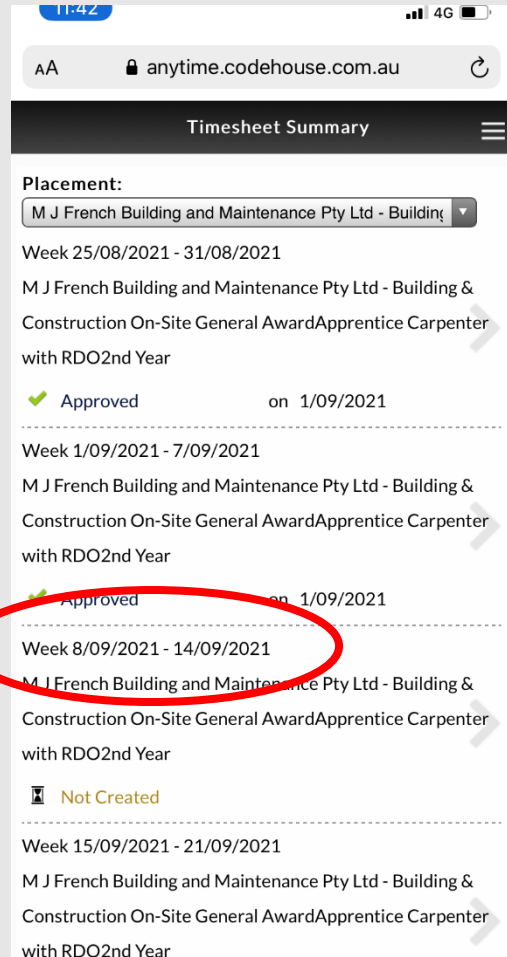 11:42
4G
AA anytime.codehouse.com.au
Timesheet Summary
Placement:
M J French Building and Maintenance Pty Ltd - Building
Week 25/08/2021 - 31/08/2021
M J French Building and Maintenance Pty Ltd - Building &
Construction On-Site General AwardApprentice Carpenter
with RDO2nd Year
Approved on 1/09/2021
Week 1/09/2021 - 7/09/2021
M J French Building and Maintenance Pty Ltd - Building &
Construction On-Site General AwardApprentice Carpenter
with RDO2nd Year
Approved on 1/09/2021
Week 8/09/2021 - 14/09/2021
M J French Building and Maintenance Pty Ltd - Building &
Construction On-Site General AwardApprentice Carpenter
with RDO2nd Year
Not Created
Week 15/09/2021 - 21/09/2021
M J French Building and Maintenance Pty Ltd - Building &
Construction On-Site General AwardApprentice Carpenter
with RDO2nd Year